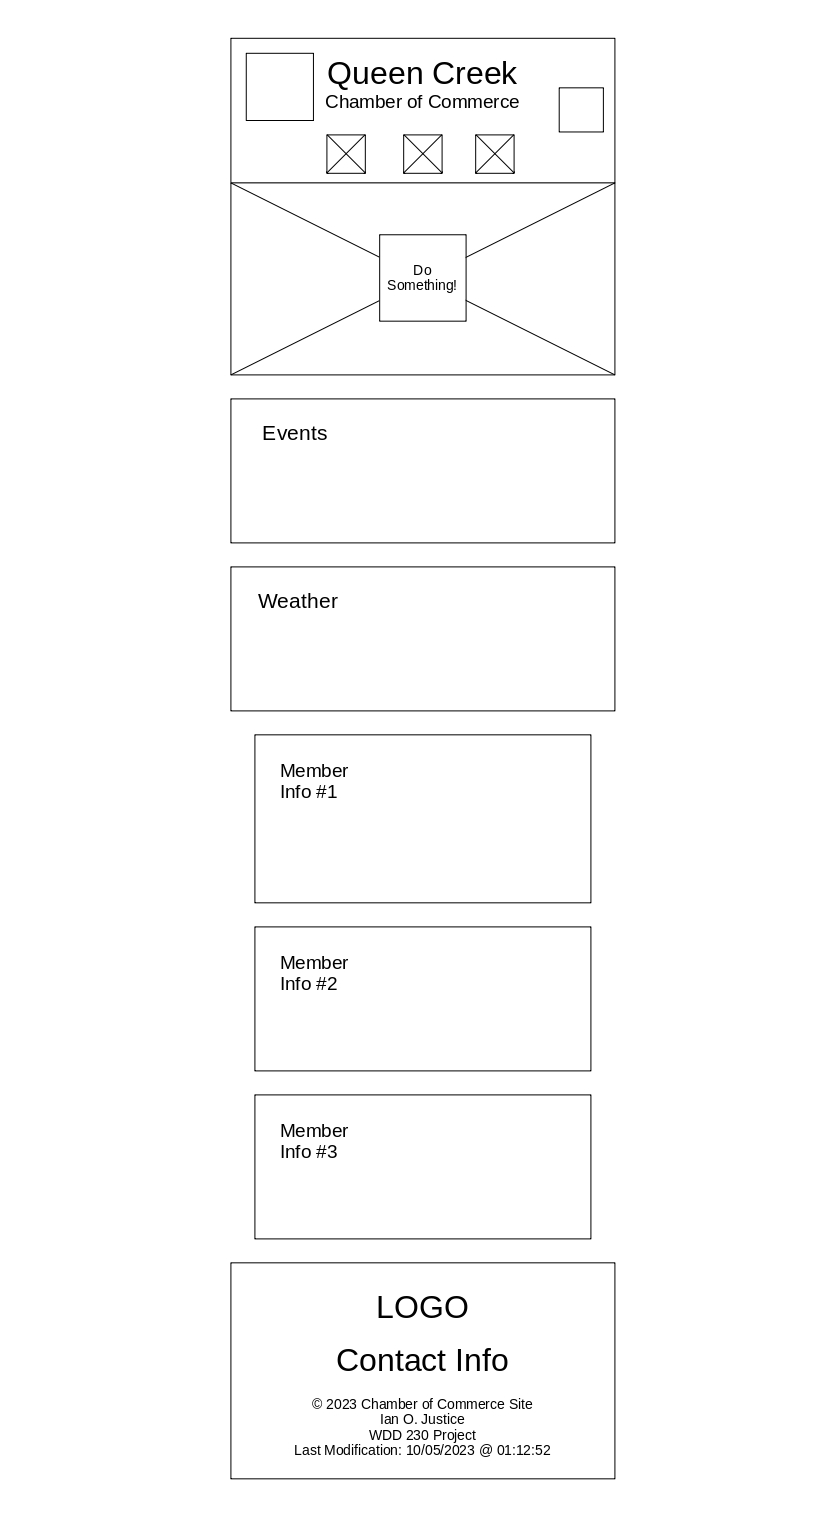 Queen Creek
Chamber of Commerce
Do
Something!
Events
Weather
Member
Info #1
Member
Info #2
Member
Info #3
LOGO
Contact Info
© 2023 Chamber of Commerce Site
Ian O. Justice
WDD 230 Project
Last Modification: 10/05/2023 @ 01:12:52